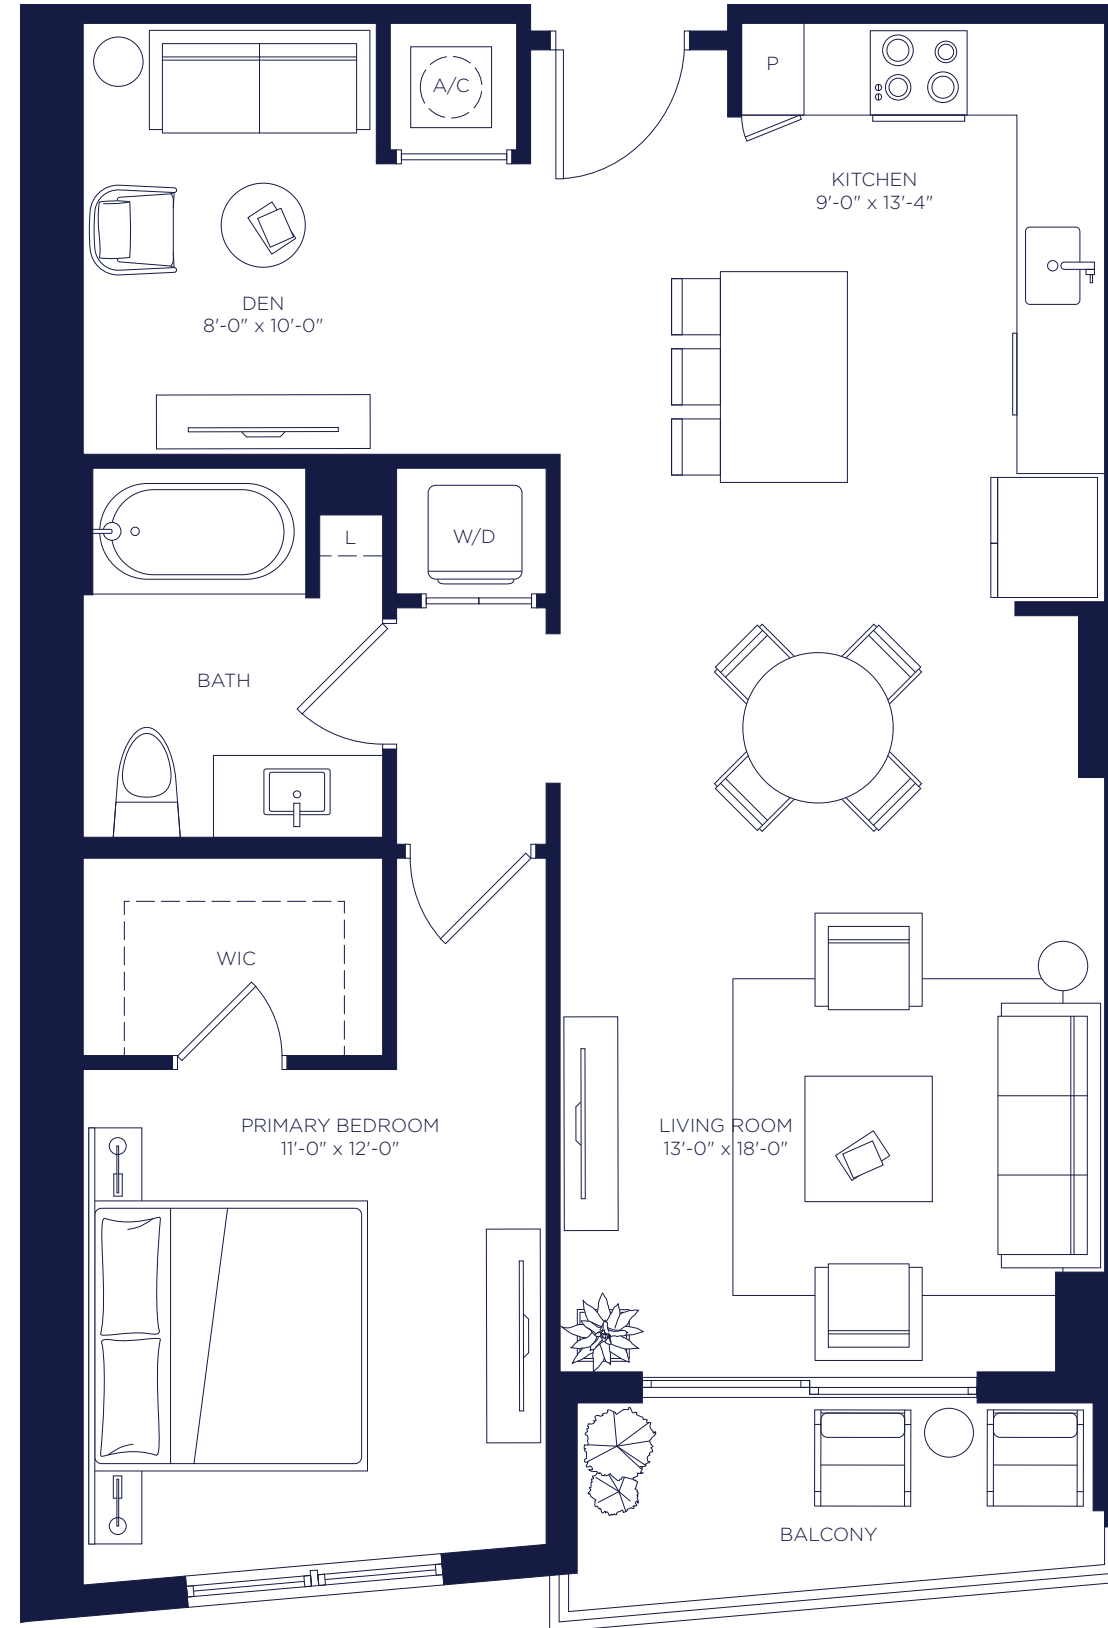 A/C
P
KITCHEN
9'-0" x 13'-4"
DEN
8'-0" x 10'-0"
L
W/D
BATH
WIC
PRIMARY BEDROOM
11'-0" x 12'-0"
LIVING ROOM
13'-0" x 18'-0"
BALCONY